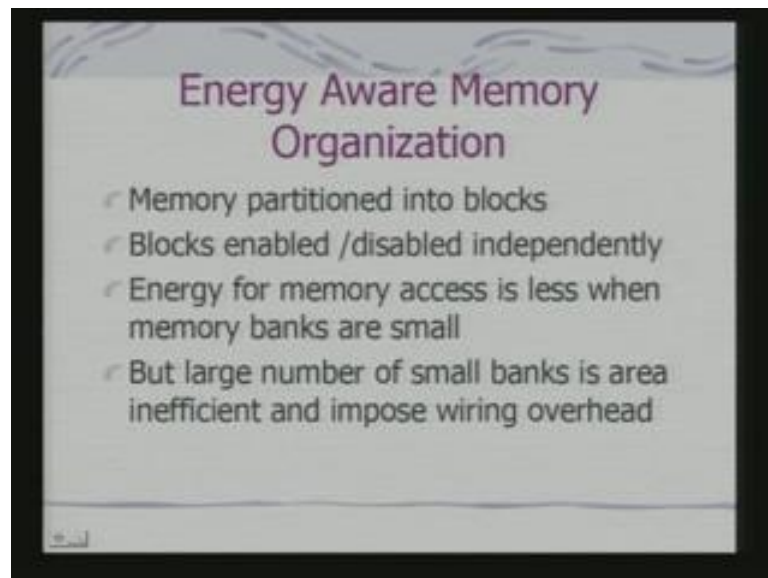 Energy Aware Memory
Organization
Memory partitioned into blocks
Blocks enabled /disabled independently
Energy for memory access is less when
memory banks are small
But large number of small banks is area
inefficient and impose wiring overhead